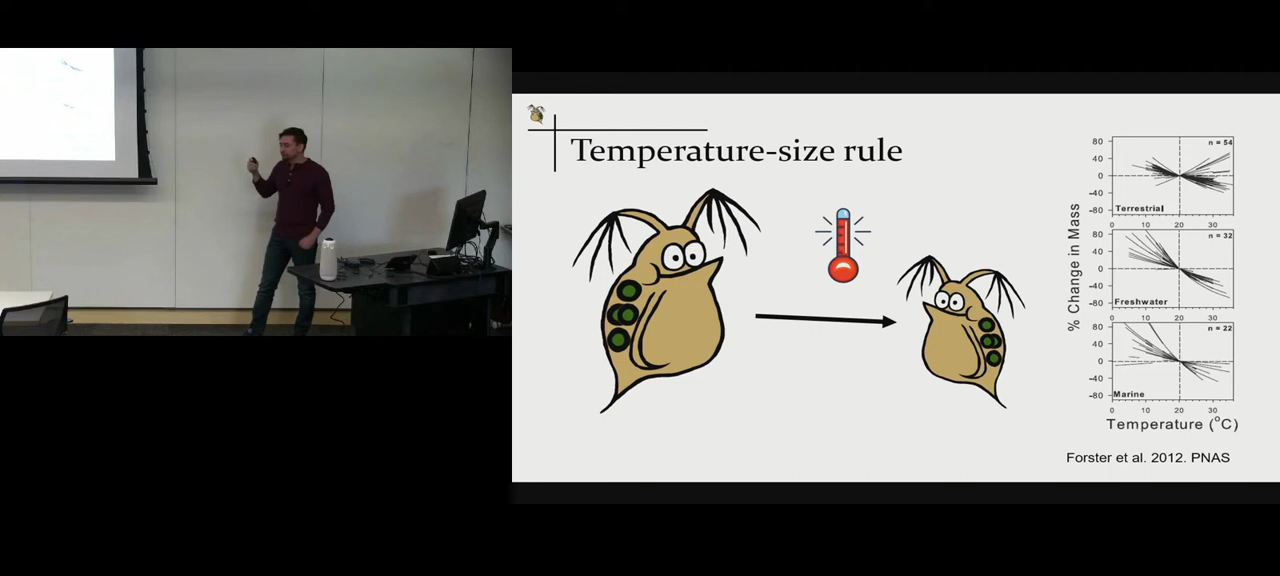 Temperature-size rule
% Change in Mass
80
40
0
-40
-80
n = 54
Terrestrial
0 10 20 30
80
40
0
-40
-80
n = 32
Freshwater
0 10 20 30
80
40
0
-40
-80
n = 22
Marine
0 10 20 30
Temperature (°C)
Forster et al. 2012. PNAS